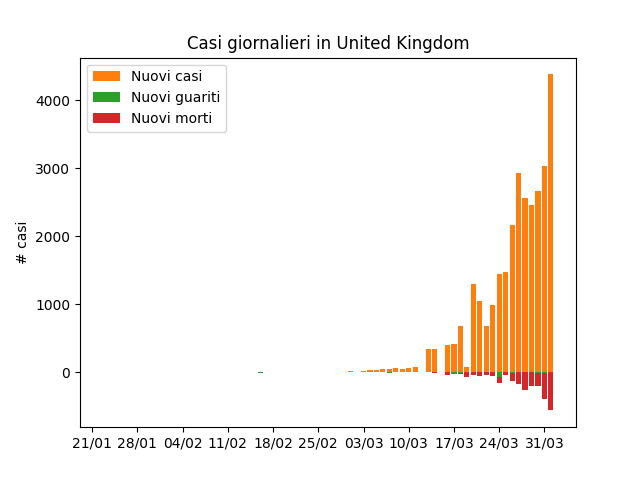 Casi giornalieri in United Kingdom
Nuovi casi
Nuovi guariti
Nuovi morti
# casi
4000
3000
2000
1000
0
21/01 28/01 04/02 11/02 18/02 25/02 03/03 10/03 17/03 24/03 31/03